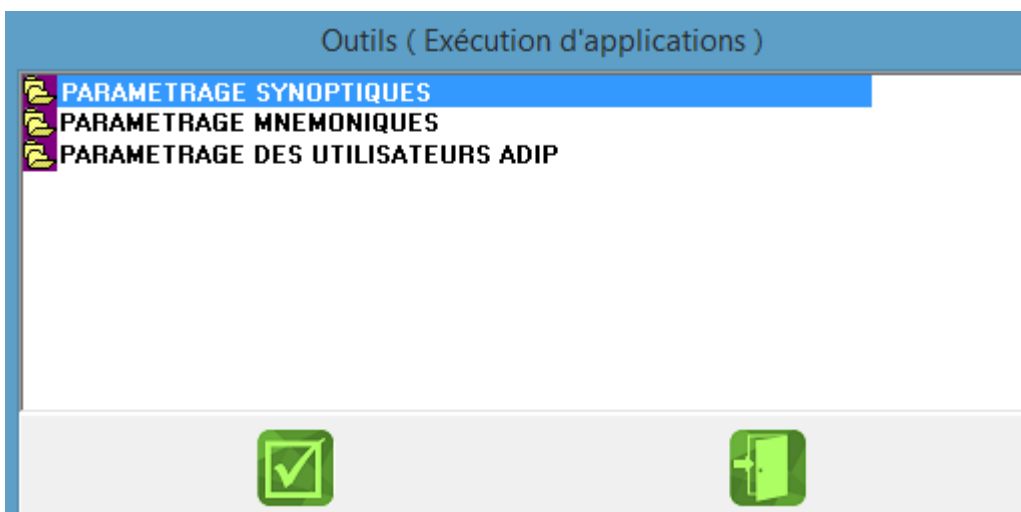 Outils ( Exécution d'applications )
PARAMETRAGE SYNOPTIQUES
PARAMETRAGE MNEMONIQUES
PARAMETRAGE DES UTILISATEURS ADIP